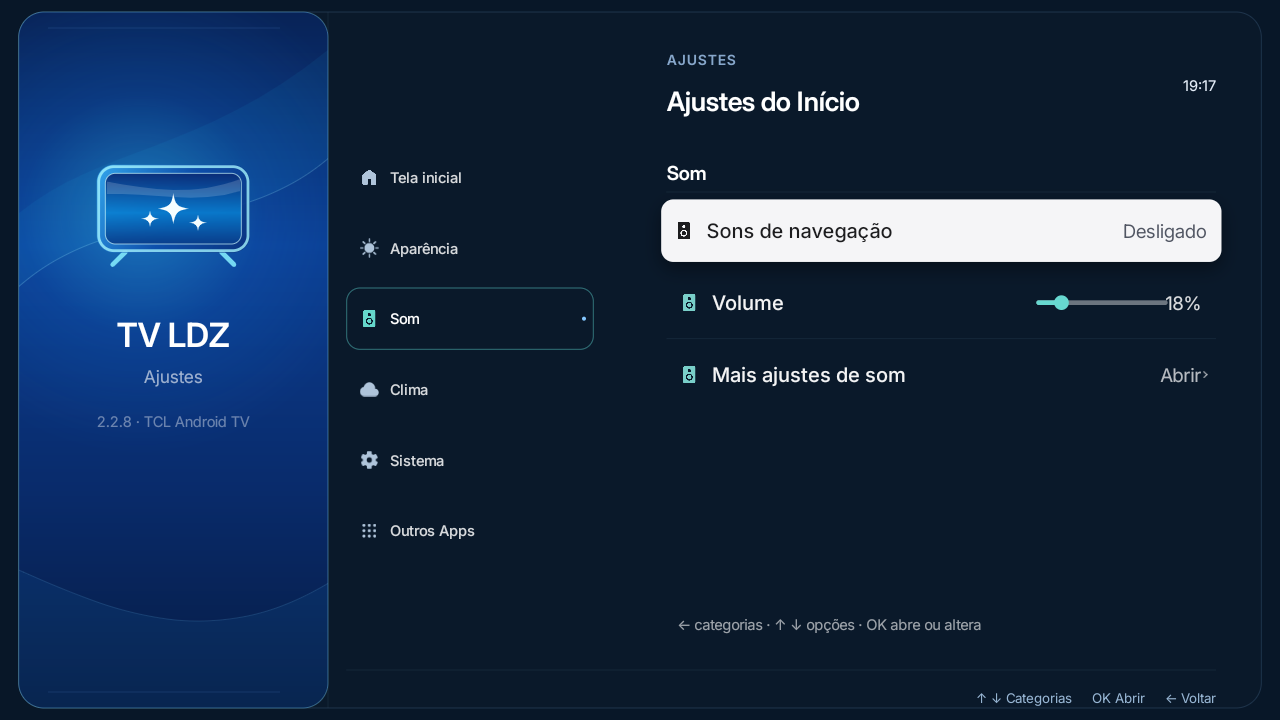 TV LDZ
Ajustes
2.2.8 · TCL Android TV
Tela inicial
Aparência
Som
Clima
Sistema
Outros Apps
AJUSTES
Ajustes do Início
19:17
Som
Sons de navegação Desligado
Volume 18%
Mais ajustes de som Abrir›
← categorias · ↑ ↓ opções · OK abre ou altera
↑ ↓ Categorias OK Abrir ← Voltar